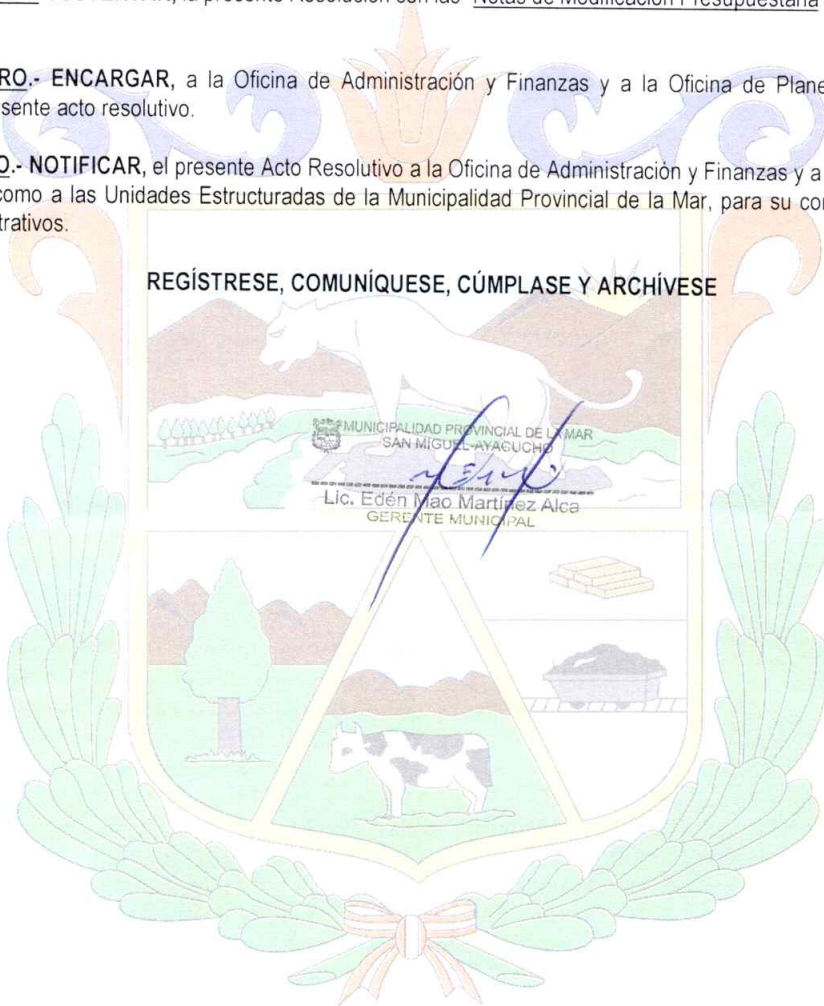 la presente Resolución con las "Notas de Modificación Presupuestaria
RO.- ENCARGAR, a la Oficina de Administración y Finanzas y a la Oficina de Plane
sente acto resolutivo.
O.- NOTIFICAR, el presente Acto Resolutivo a la Oficina de Administración y Finanzas y a
como a las Unidades Estructuradas de la Municipalidad Provincial de la Mar, para su con
trativos.
REGÍSTRESE, COMUNÍQUESE, CÚMPLASE Y ARCHÍVESE
MUNICIPALIDAD PROVINCIAL DE LA MAR
SAN MIGUEL-AYACUCHO
Lic. Edén Mao Martínez Alca
GERENTE MUNICIPAL